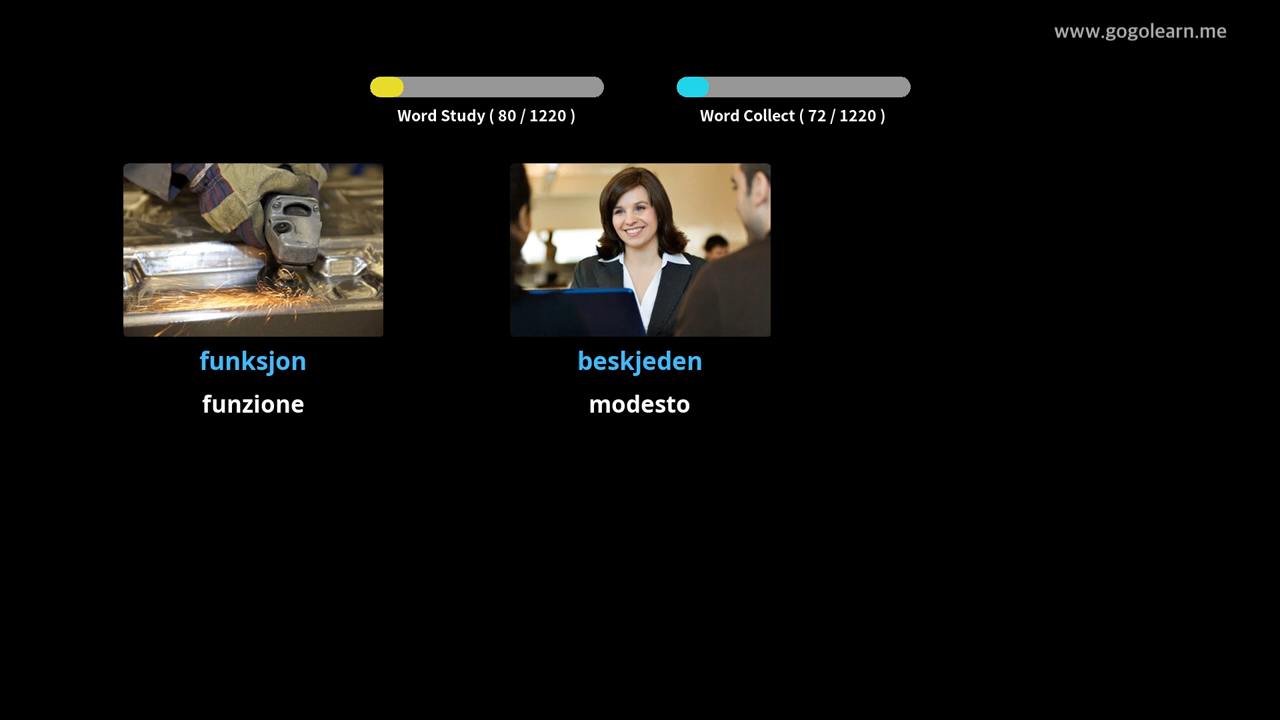 www.gogolearn.me
Word Study ( 80 / 1220 )
Word Collect ( 72 / 1220 )
funksjon
beskjeden
funzione
modesto